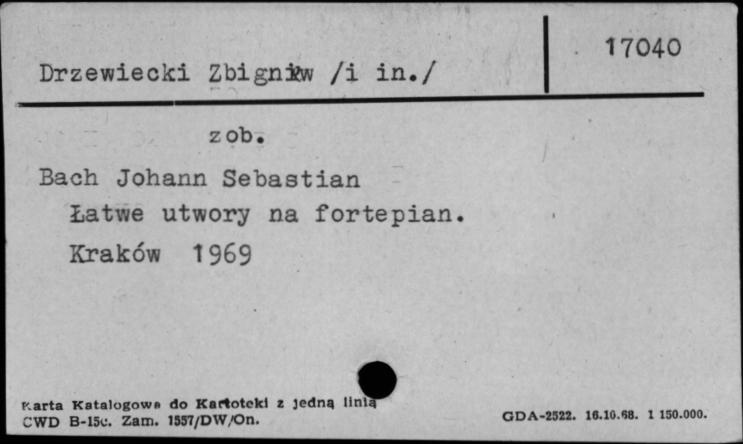 17040
Drzewiecki Zbigniw /i in./
zob.
Bach Johann Sebastian
Łatwe utwory na fortepian.
Kraków 1969
Karta Katalogowa do Kartoteki z jedną linią
CWD B-15c. Zam. 1557/DW/On.
GDA-2522. 16.10.68. 1 150.000.